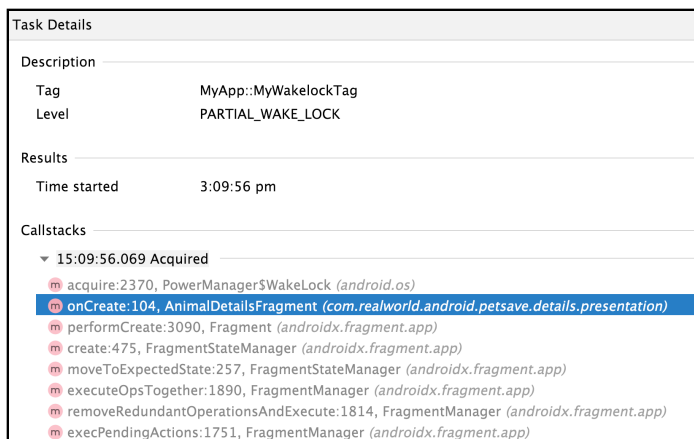 Task Details
Description
Tag MyApp::MyWakelockTag
Level PARTIAL_WAKE_LOCK
Results
Time started 3:09:56 pm
Callstacks
15:09:56.069 Acquired
m acquire:2370, PowerManager$WakeLock (android.os)
m onCreate:104, AnimalDetailsFragment (com.realworld.android.petsave.details.presentation)
m performCreate:3090, Fragment (androidx.fragment.app)
m create:475, FragmentStateManager (androidx.fragment.app)
m moveToExpectedState:257, FragmentStateManager (androidx.fragment.app)
m executeOpsTogether:1890, FragmentManager (androidx.fragment.app)
m removeRedundantOperationsAndExecute:1814, FragmentManager (androidx.fragment.app)
m execPendingActions:1751, FragmentManager (androidx.fragment.app)